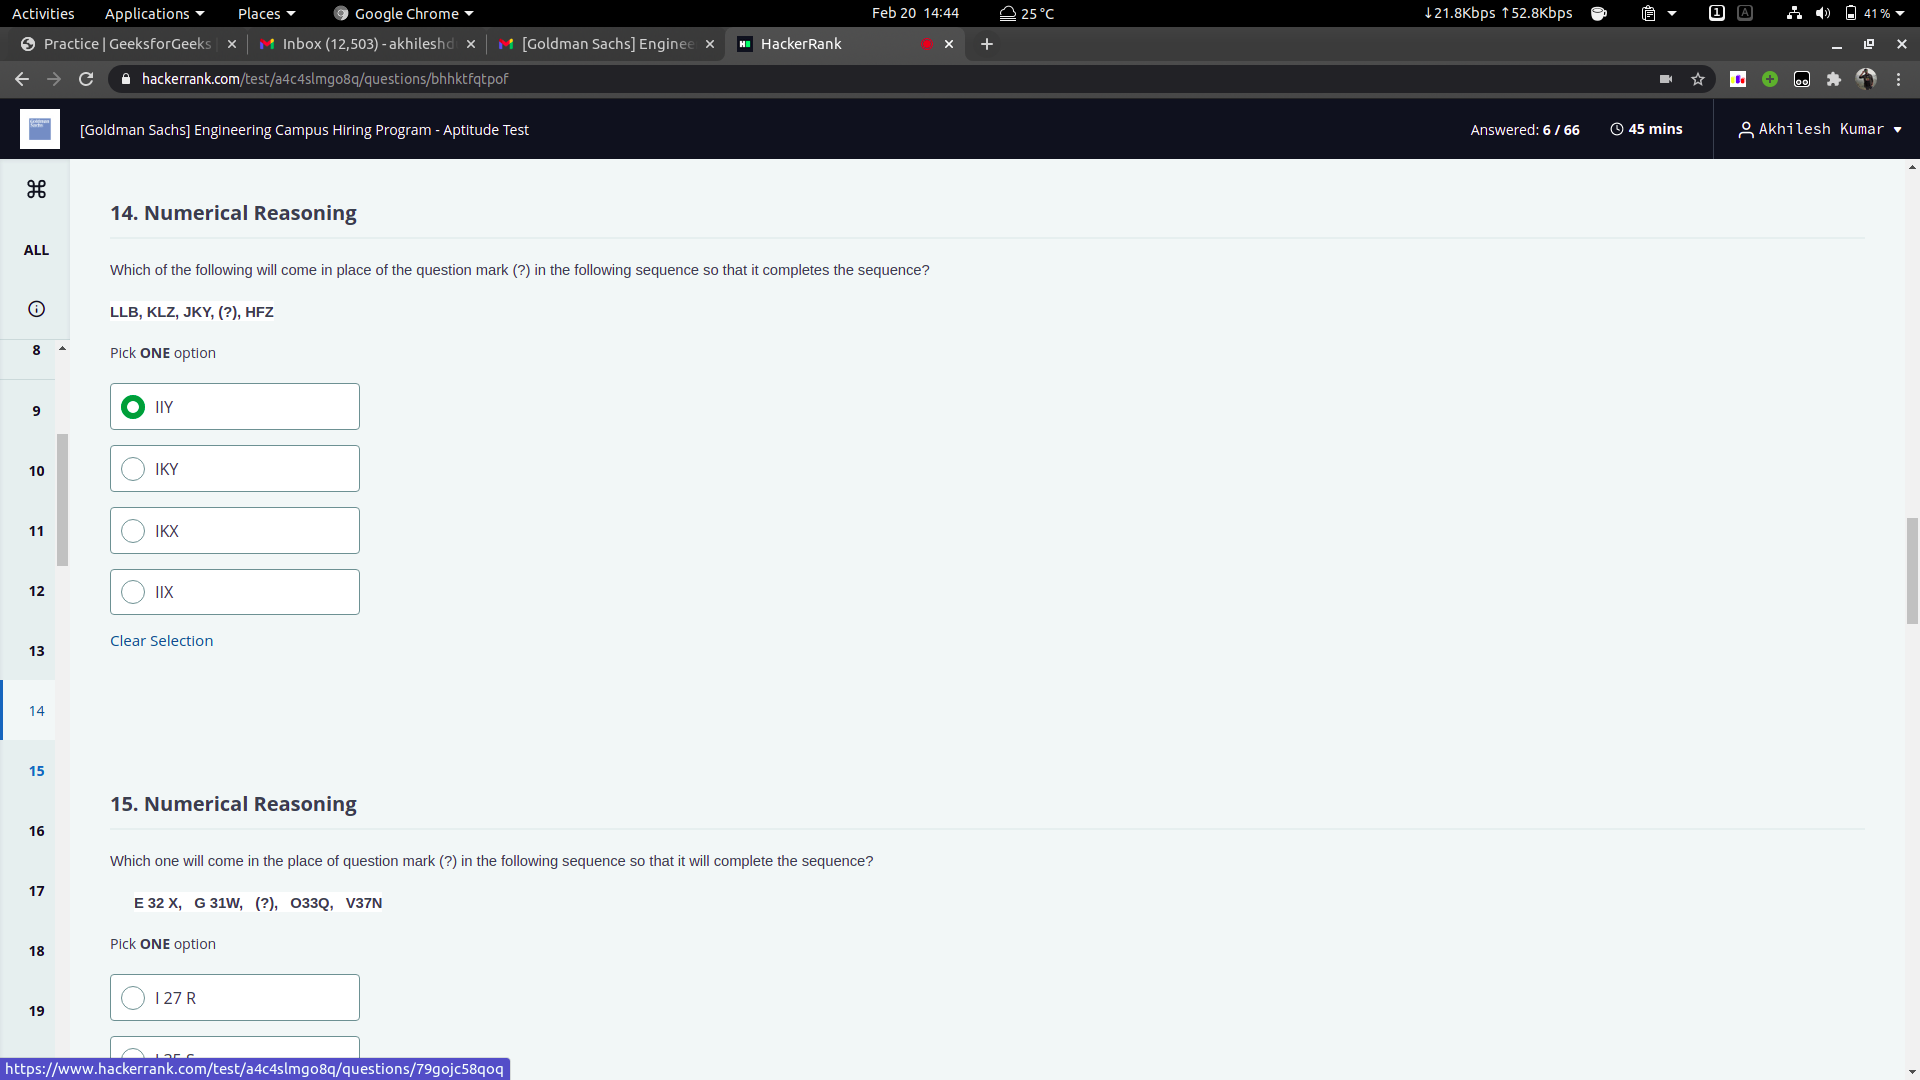 Activities Applications Places Google Chrome Feb 20 14:44 25 °C ↓21.8Kbps ↑52.8Kbps 1 A 41 %
Practice | GeeksforGeeks Inbox (12,503) - akhileshd [Goldman Sachs] Enginee HackerRank
hackerrank.com/test/a4c4slmgo8q/questions/bhhktfqtpof
[Goldman Sachs] Engineering Campus Hiring Program - Aptitude Test Answered: 6 / 66 45 mins Akhilesh Kumar
ALL
8
9
10
11
12
13
14
15
16
17
18
19
14. Numerical Reasoning
Which of the following will come in place of the question mark (?) in the following sequence so that it completes the sequence?
LLB, KLZ, JKY, (?), HFZ
Pick ONE option
IIY
IKY
IKX
IIX
Clear Selection
15. Numerical Reasoning
Which one will come in the place of question mark (?) in the following sequence so that it will complete the sequence?
E 32 X, G 31W, (?), O33Q, V37N
Pick ONE option
I 27 R
https://www.hackerrank.com/test/a4c4slmgo8q/questions/79gojc58qoq